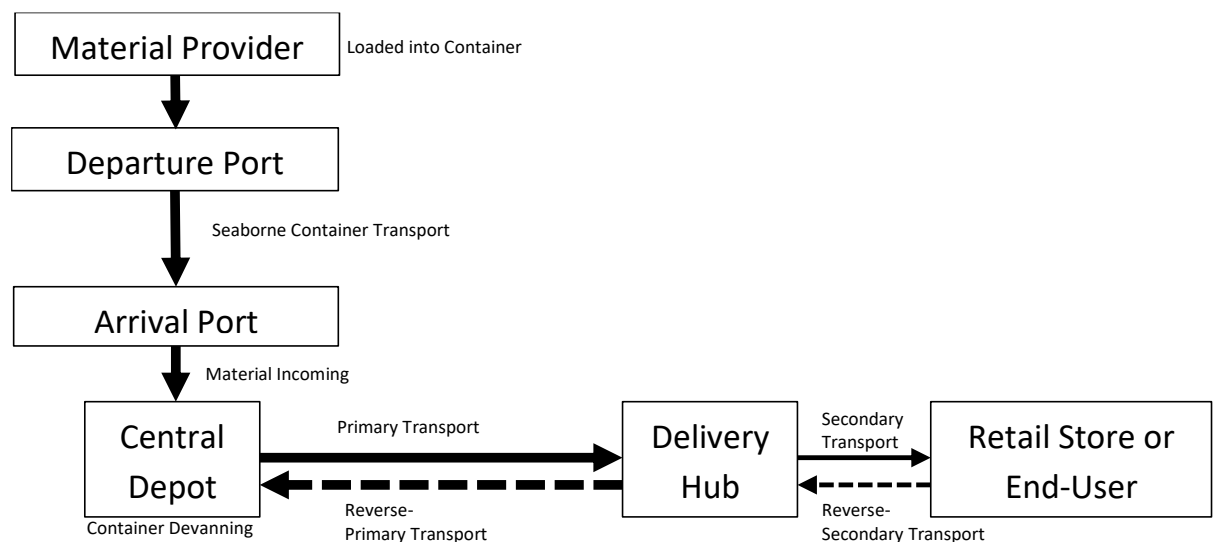 Material Provider
Loaded into Container
Departure Port
Seaborne Container Transport
Arrival Port
Material Incoming
Central
Depot
Container Devanning
Primary Transport
Reverse-
Primary Transport
Delivery
Hub
Secondary
Transport
Reverse-
Secondary Transport
Retail Store or
End-User